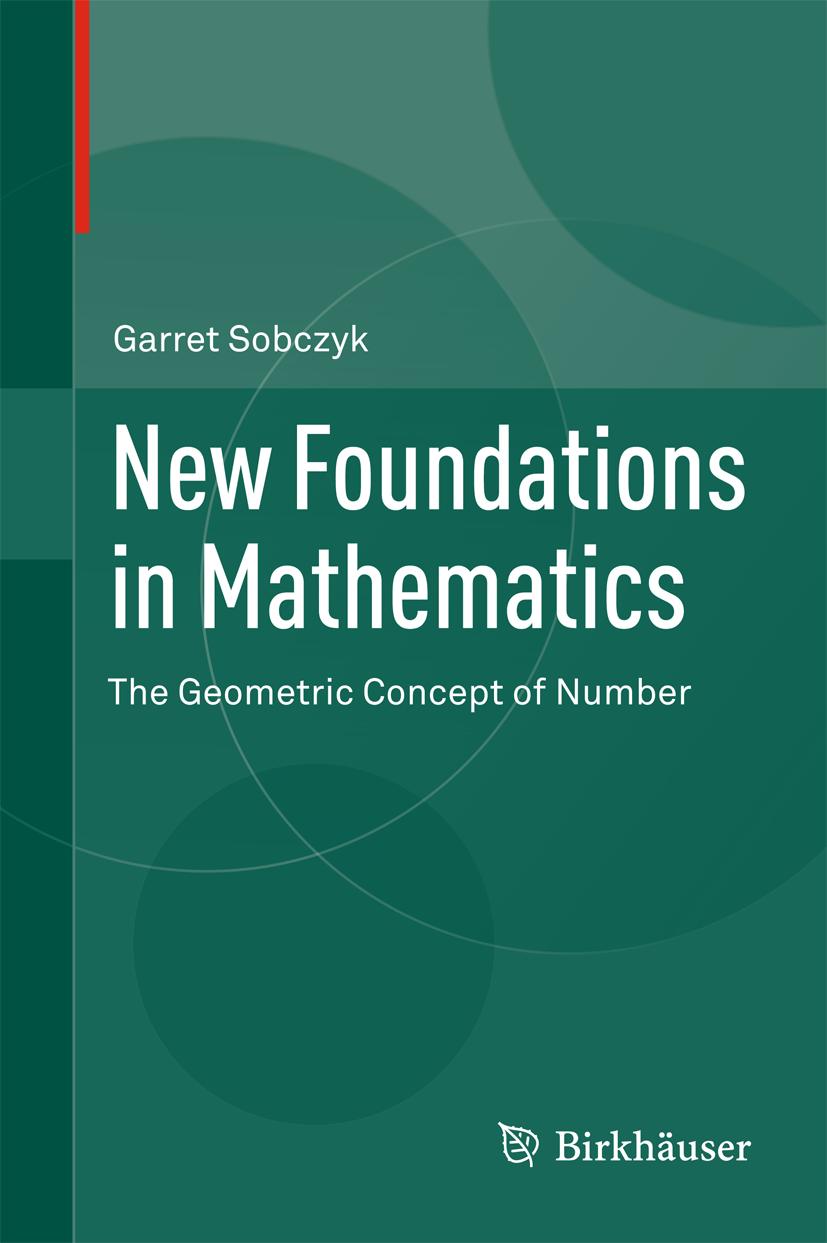 Garret Sobczyk
New Foundations
in Mathematics
The Geometric Concept of Number
Birkhäuser